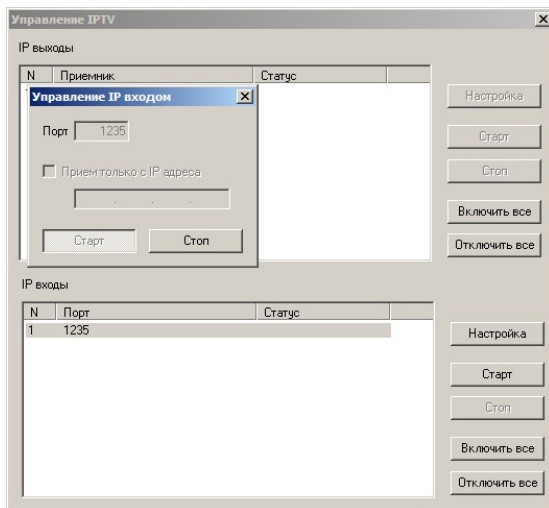 Управление IPTV
IP выходы
N Приемник Статус
Управление IP входом
Порт 1235
Прием только с IP адреса
. . .
Старт Стоп
Настройка
Старт
Стоп
Включить все
Отключить все
IP входы
N Порт Статус
1 1235
Настройка
Старт
Стоп
Включить все
Отключить все